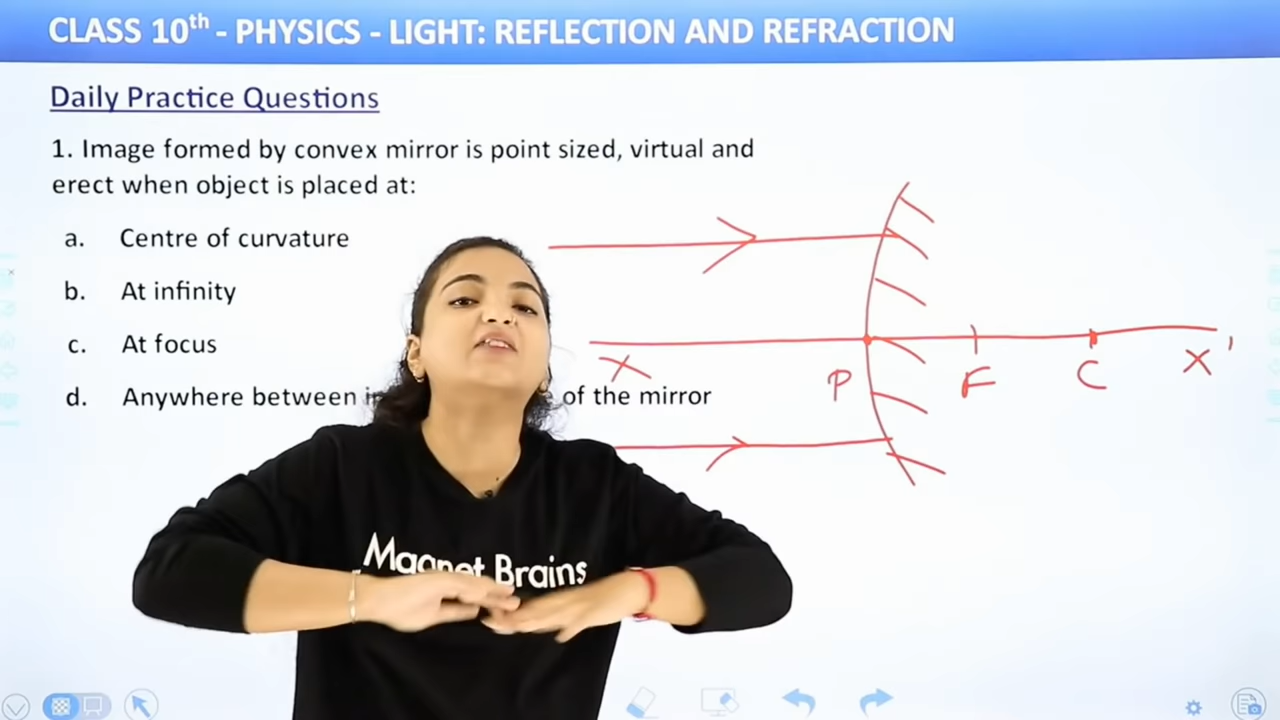 CLASS 10th - PHYSICS - LIGHT: REFLECTION AND REFRACTION
Daily Practice Questions
1. Image formed by convex mirror is point sized, virtual and
erect when object is placed at:
a. Centre of curvature
b. At infinity
c. At focus
d. Anywhere between of the mirror
X P F C X'
Magnet Brains